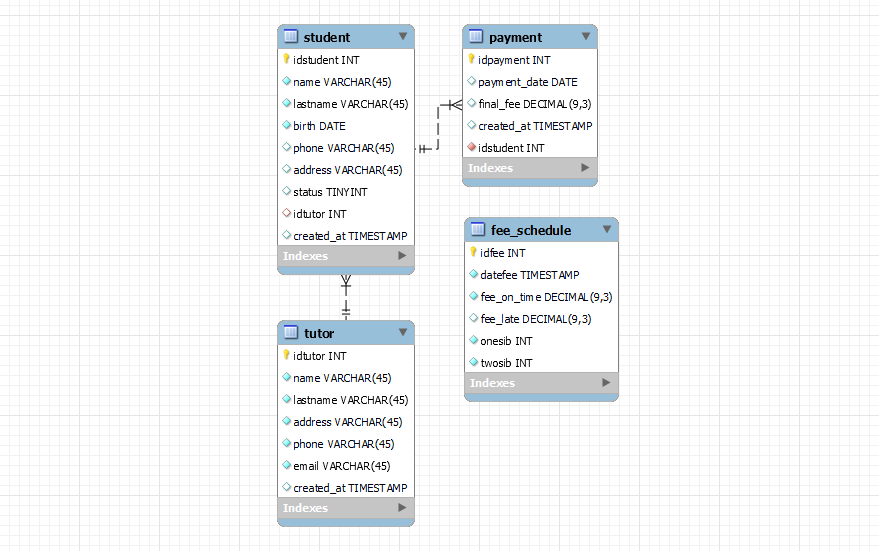 student
idstudent INT
name VARCHAR(45)
lastname VARCHAR(45)
birth DATE
phone VARCHAR(45)
address VARCHAR(45)
status TINYINT
idtutor INT
created_at TIMESTAMP
Indexes
payment
idpayment INT
payment_date DATE
final_fee DECIMAL(9,3)
created_at TIMESTAMP
idstudent INT
Indexes
fee_schedule
idfee INT
datefee TIMESTAMP
fee_on_time DECIMAL(9,3)
fee_late DECIMAL(9,3)
onesib INT
twosib INT
Indexes
tutor
idtutor INT
name VARCHAR(45)
lastname VARCHAR(45)
address VARCHAR(45)
phone VARCHAR(45)
email VARCHAR(45)
created_at TIMESTAMP
Indexes